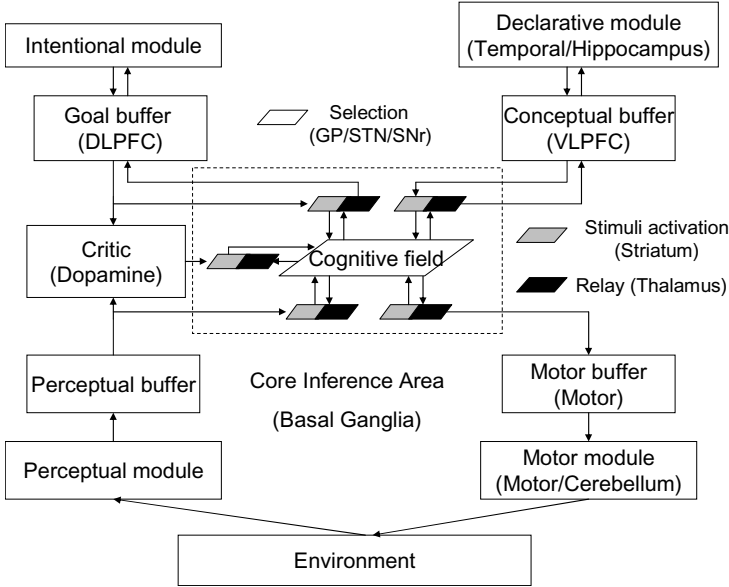 Intentional module
Declarative module
(Temporal/Hippocampus)
Goal buffer
(DLPFC)
Selection
(GP/STN/SNr)
Conceptual buffer
(VLPFC)
Critic
(Dopamine)
Cognitive field
Stimuli activation
(Striatum)
Relay (Thalamus)
Perceptual buffer
Core Inference Area
(Basal Ganglia)
Motor buffer
(Motor)
Perceptual module
Motor module
(Motor/Cerebellum)
Environment